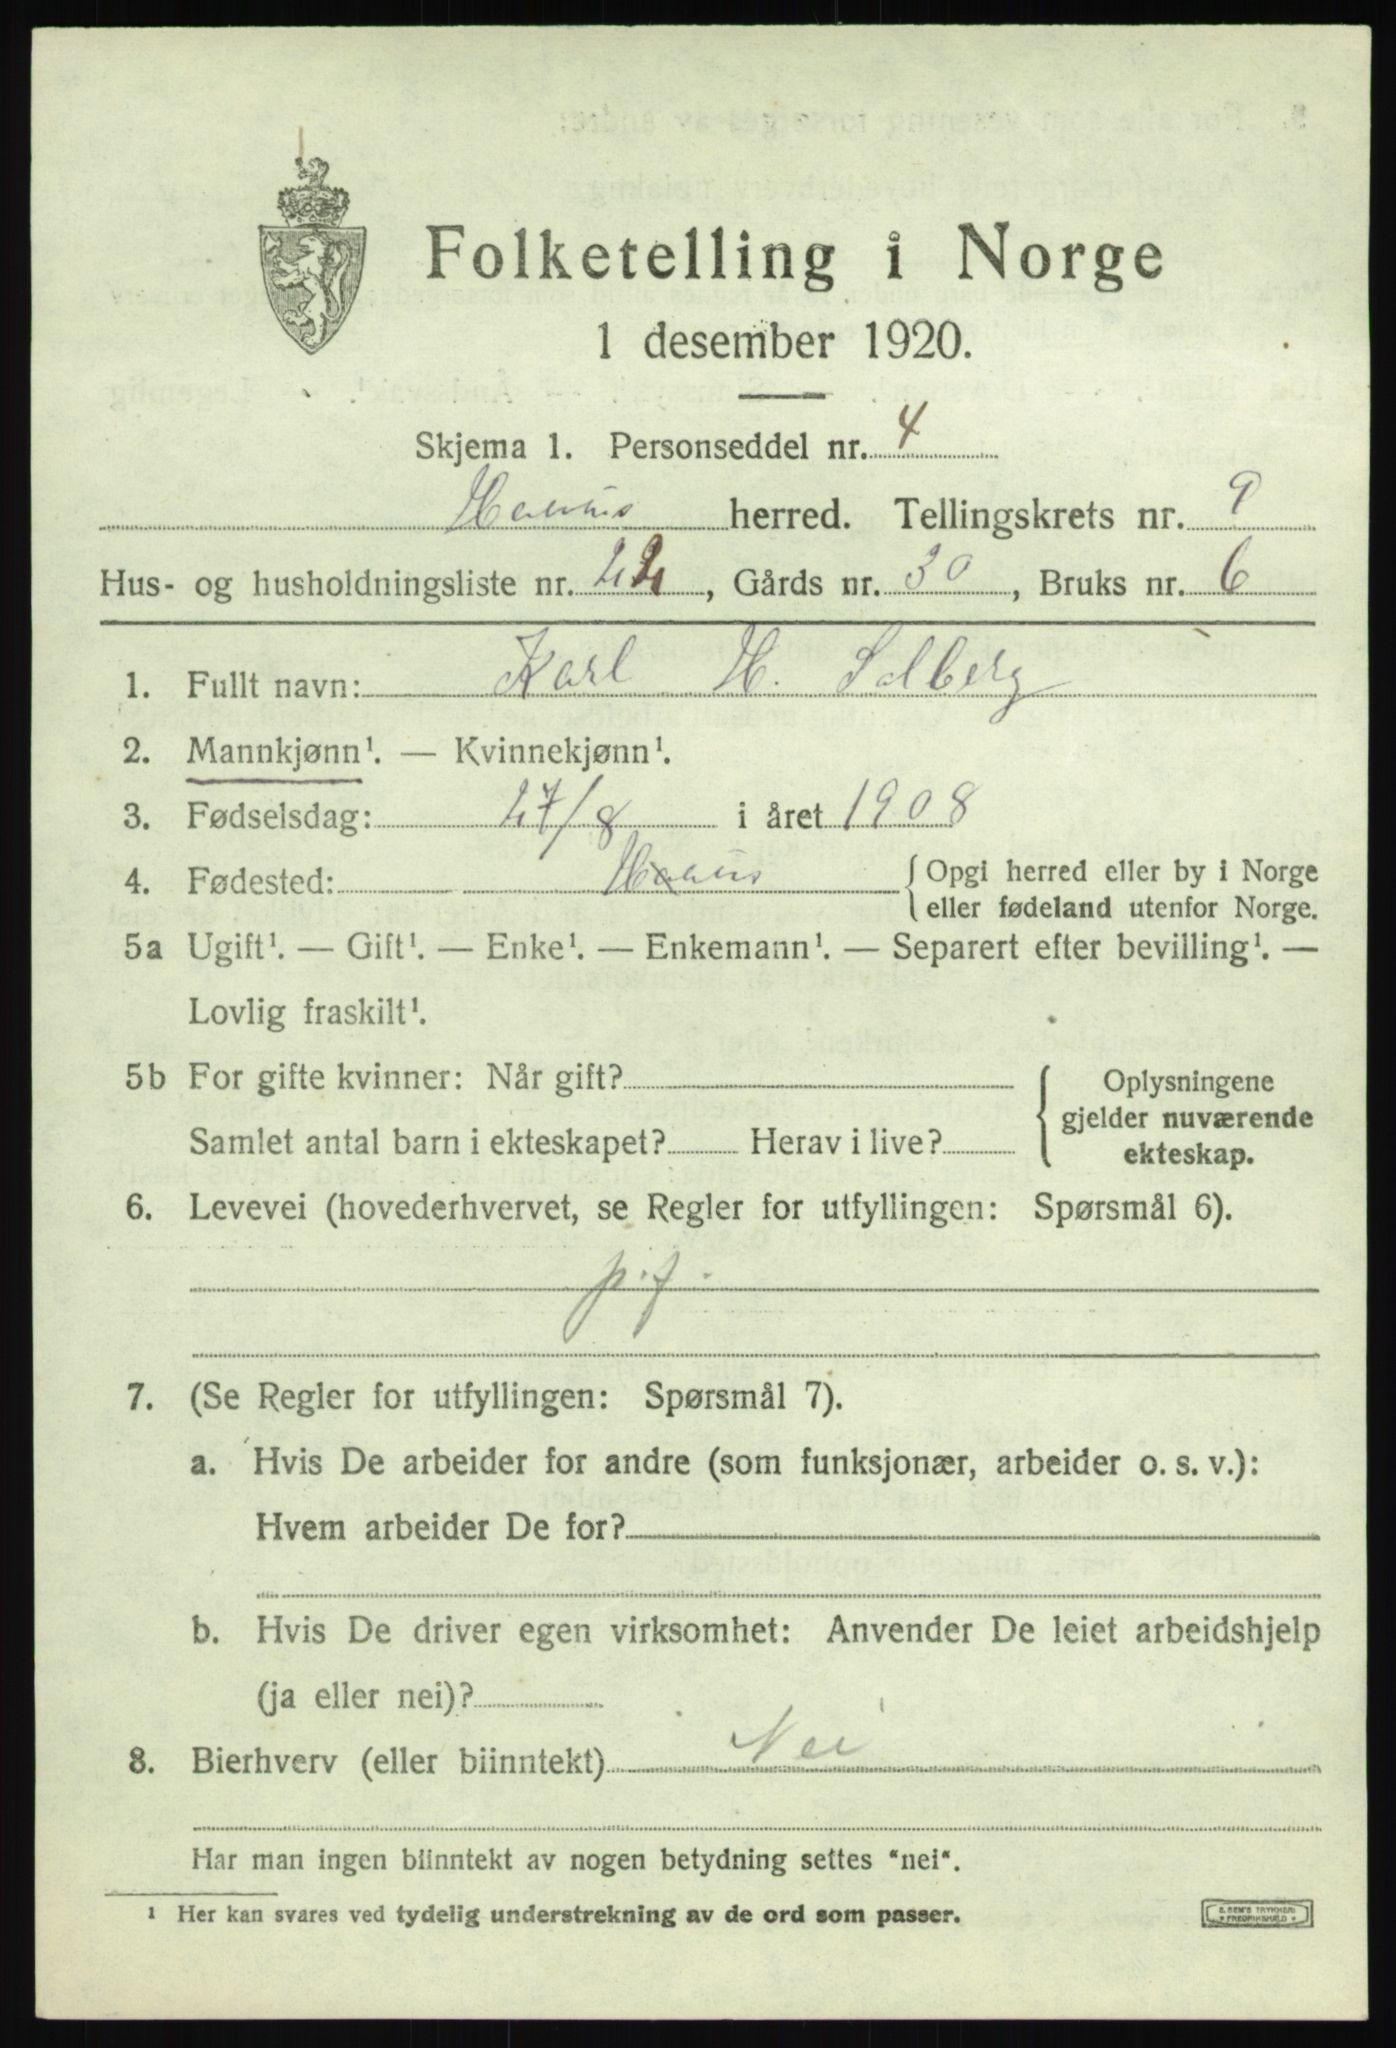 Folketelling i Norge
1 desember 1920.
Skjema 1. Personseddel nr. 4
Haus herred. Tellingskrets nr. 9
Hus- og husholdningsliste nr. 22, Gårds nr. 30, Bruks nr. 6
1. Fullt navn: Karl H. Solberg
2. Mannkjønn¹. — Kvinnekjønn¹.
3. Fødselsdag: 27/8 i året 1908
4. Fødested: Haus { Opgi herred eller by i Norge
eller fødeland utenfor Norge.
5a Ugift¹. — Gift¹. — Enke¹. — Enkemann¹. — Separert efter bevilling¹. —
Lovlig fraskilt¹.
5b For gifte kvinner: Når gift?
Samlet antal barn i ekteskapet? Herav i live?
{ Oplysningene
gjelder nuværende
ekteskap.
6. Levevei (hovederhvervet, se Regler for utfyllingen: Spørsmål 6).
p.f.
7. (Se Regler for utfyllingen: Spørsmål 7).
a. Hvis De arbeider for andre (som funksjonær, arbeider o. s. v.):
Hvem arbeider De for?
b. Hvis De driver egen virksomhet: Anvender De leiet arbeidshjelp
(ja eller nei)?
8. Bierhverv (eller biinntekt) Nei
Har man ingen biinntekt av nogen betydning settes "nei".
¹ Her kan svares ved tydelig understrekning av de ord som passer.